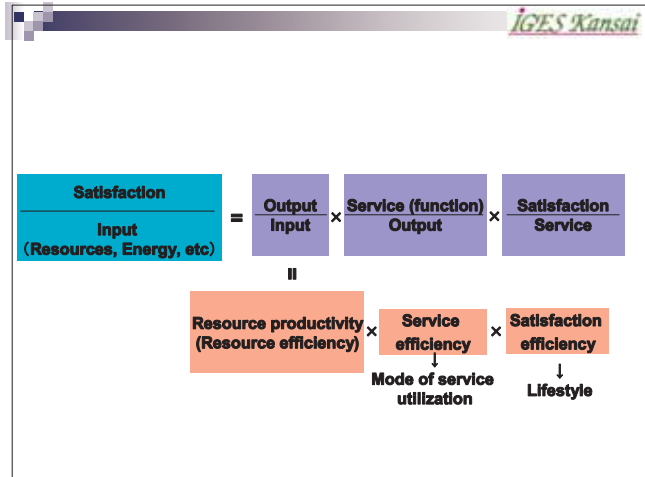 IGES Kansai
Satisfaction
Input
(Resources, Energy, etc)
=
Output
Input
×
Service (function)
Output
×
Satisfaction
Service
=
Resource productivity
(Resource efficiency)
×
Service
efficiency
×
Satisfaction
efficiency
↓
Mode of service
utilization
↓
Lifestyle